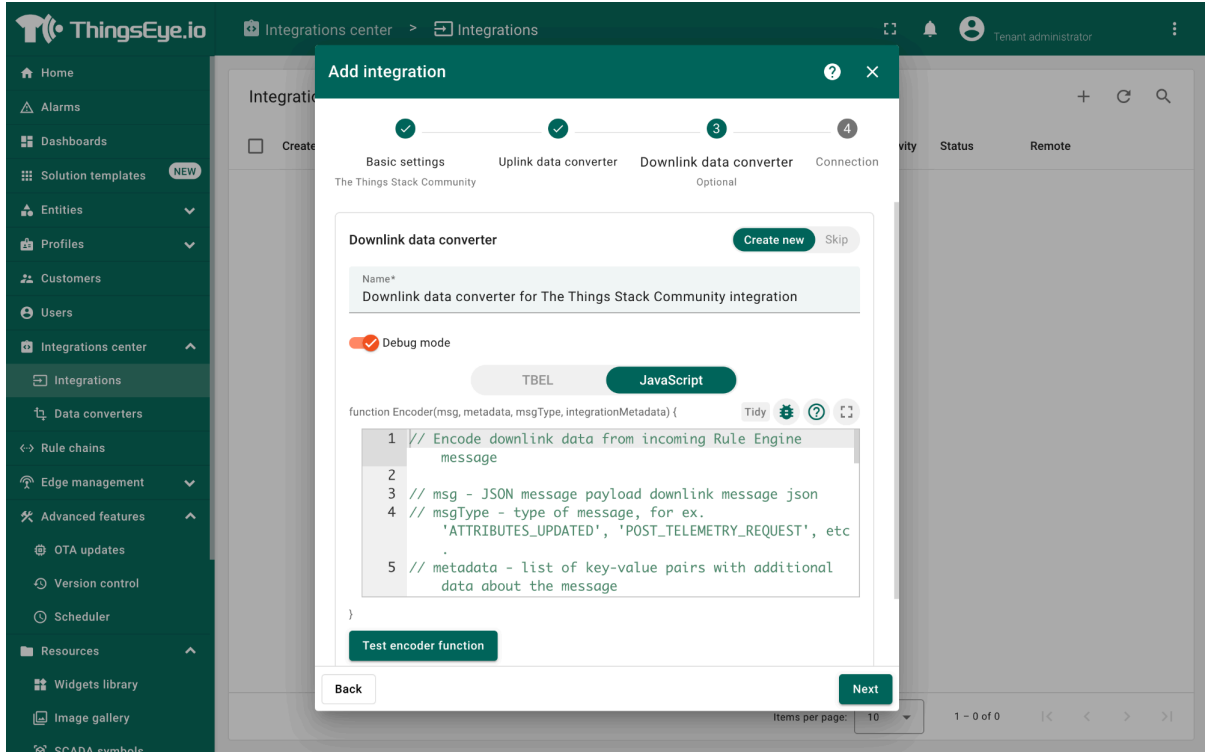 ThingsEye.io
Integrations center > Integrations
Tenant administrator
Home
Alarms
Dashboards
Solution templates NEW
Entities
Profiles
Customers
Users
Integrations center
Integrations
Data converters
Rule chains
Edge management
Advanced features
OTA updates
Version control
Scheduler
Resources
Widgets library
Image gallery
SCADA symbols
Add integration
3
4
Basic settings
Uplink data converter
Downlink data converter
Connection
The Things Stack Community
Optional
Status
Remote
Downlink data converter
Create new
Skip
Name*
Downlink data converter for The Things Stack Community integration
Debug mode
TBEL
JavaScript
function Encoder(msg, metadata, msgType, integrationMetadata) {
Tidy
1 // Encode downlink data from incoming Rule Engine
message
2
3 // msg - JSON message payload downlink message json
4 // msgType - type of message, for ex.
'ATTRIBUTES_UPDATED', 'POST_TELEMETRY_REQUEST', etc
.
5 // metadata - list of key-value pairs with additional
data about the message
}
Test encoder function
Back
Next
Items per page: 10
1 – 0 of 0